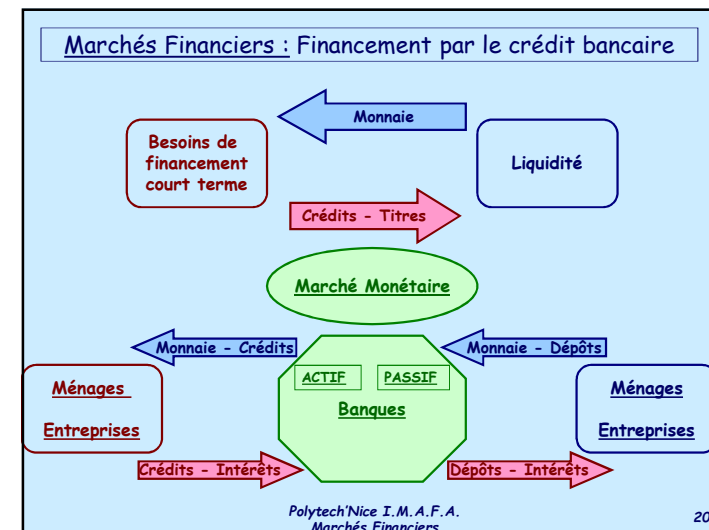 Marchés Financiers : Financement par le crédit bancaire
Monnaie
Besoins de
financement
court terme
Liquidité
Crédits - Titres
Marché Monétaire
Monnaie - Crédits
Monnaie - Dépôts
ACTIF
PASSIF
Banques
Ménages
Entreprises
Ménages
Entreprises
Crédits - Intérêts
Dépôts - Intérêts
Polytech'Nice I.M.A.F.A.
Marchés Financiers
20